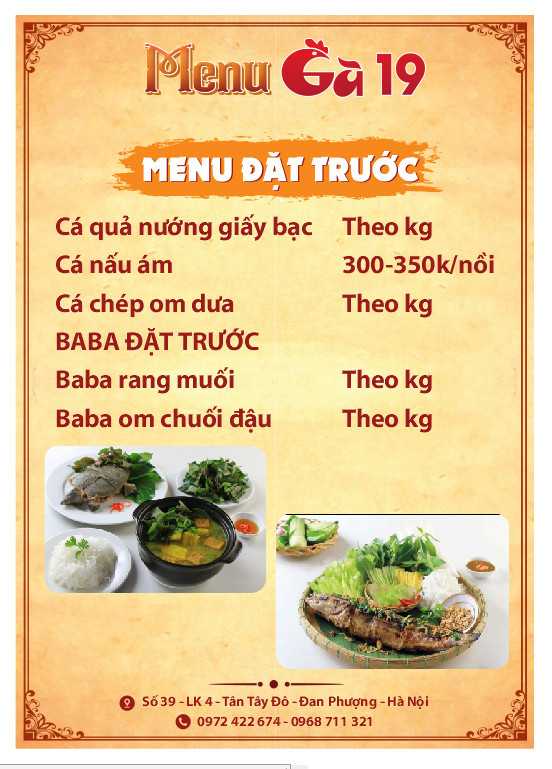 Menu Gà 19
MENU ĐẶT TRƯỚC
Cá quả nướng giấy bạc Theo kg
Cá nấu ám 300-350k/nồi
Cá chép om dưa Theo kg
BABA ĐẶT TRƯỚC
Baba rang muối Theo kg
Baba om chuối đậu Theo kg
Số 39 - LK 4 - Tân Tây Đô - Đan Phượng - Hà Nội
0972 422 674 - 0968 711 321